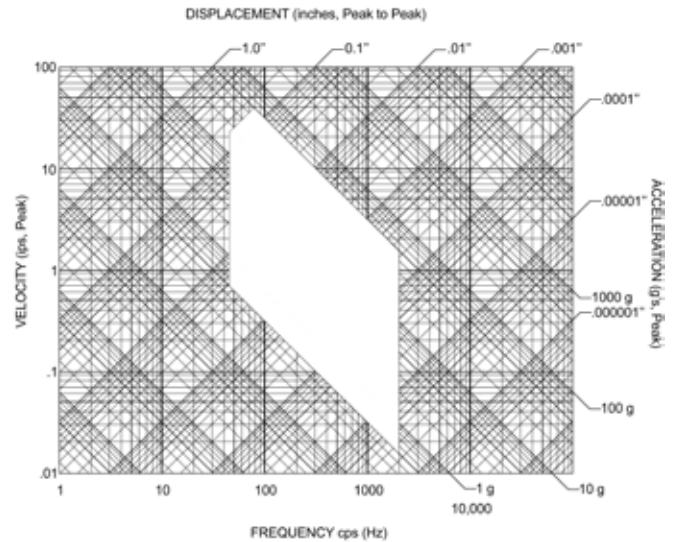 DISPLACEMENT (inches, Peak to Peak)
1.0" 0.1" .01" .001"
100
.0001"
10
.00001"
VELOCITY (ips, Peak)
ACCELERATION (g's, Peak)
1
1000 g
.000001"
.1
100 g
.01
1 10 100 1000 1 g 10 g
10,000
FREQUENCY cps (Hz)